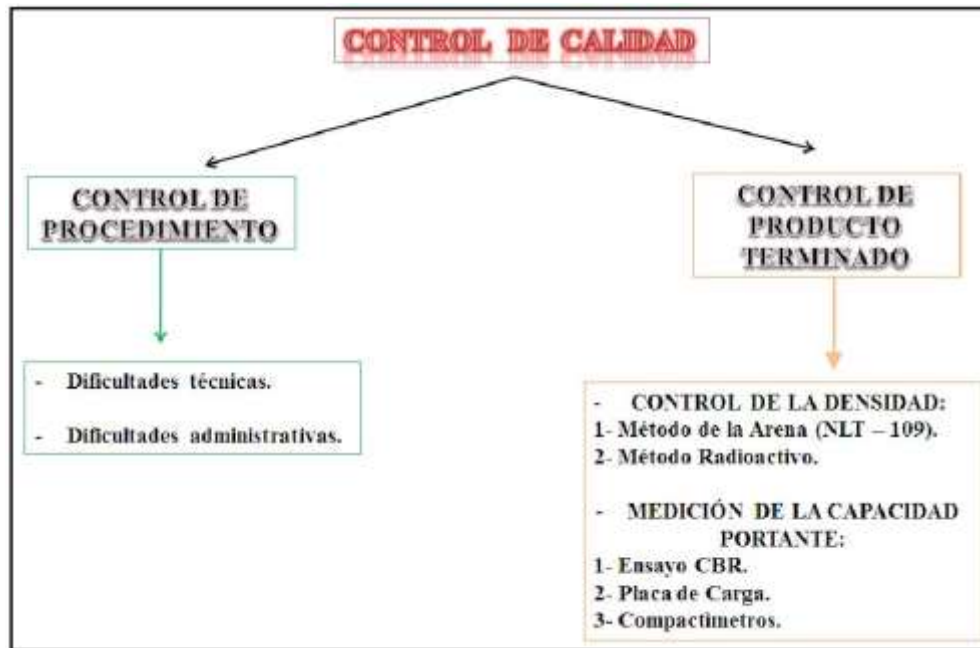 CONTROL DE CALIDAD
CONTROL DE
PROCEDIMIENTO
- Dificultades técnicas.
- Dificultades administrativas.
CONTROL DE
PRODUCTO
TERMINADO
- CONTROL DE LA DENSIDAD:
1- Método de la Arena (NLT – 109).
2- Método Radioactivo.
- MEDICIÓN DE LA CAPACIDAD
PORTANTE:
1- Ensayo CBR.
2- Placa de Carga.
3- Compactímetros.